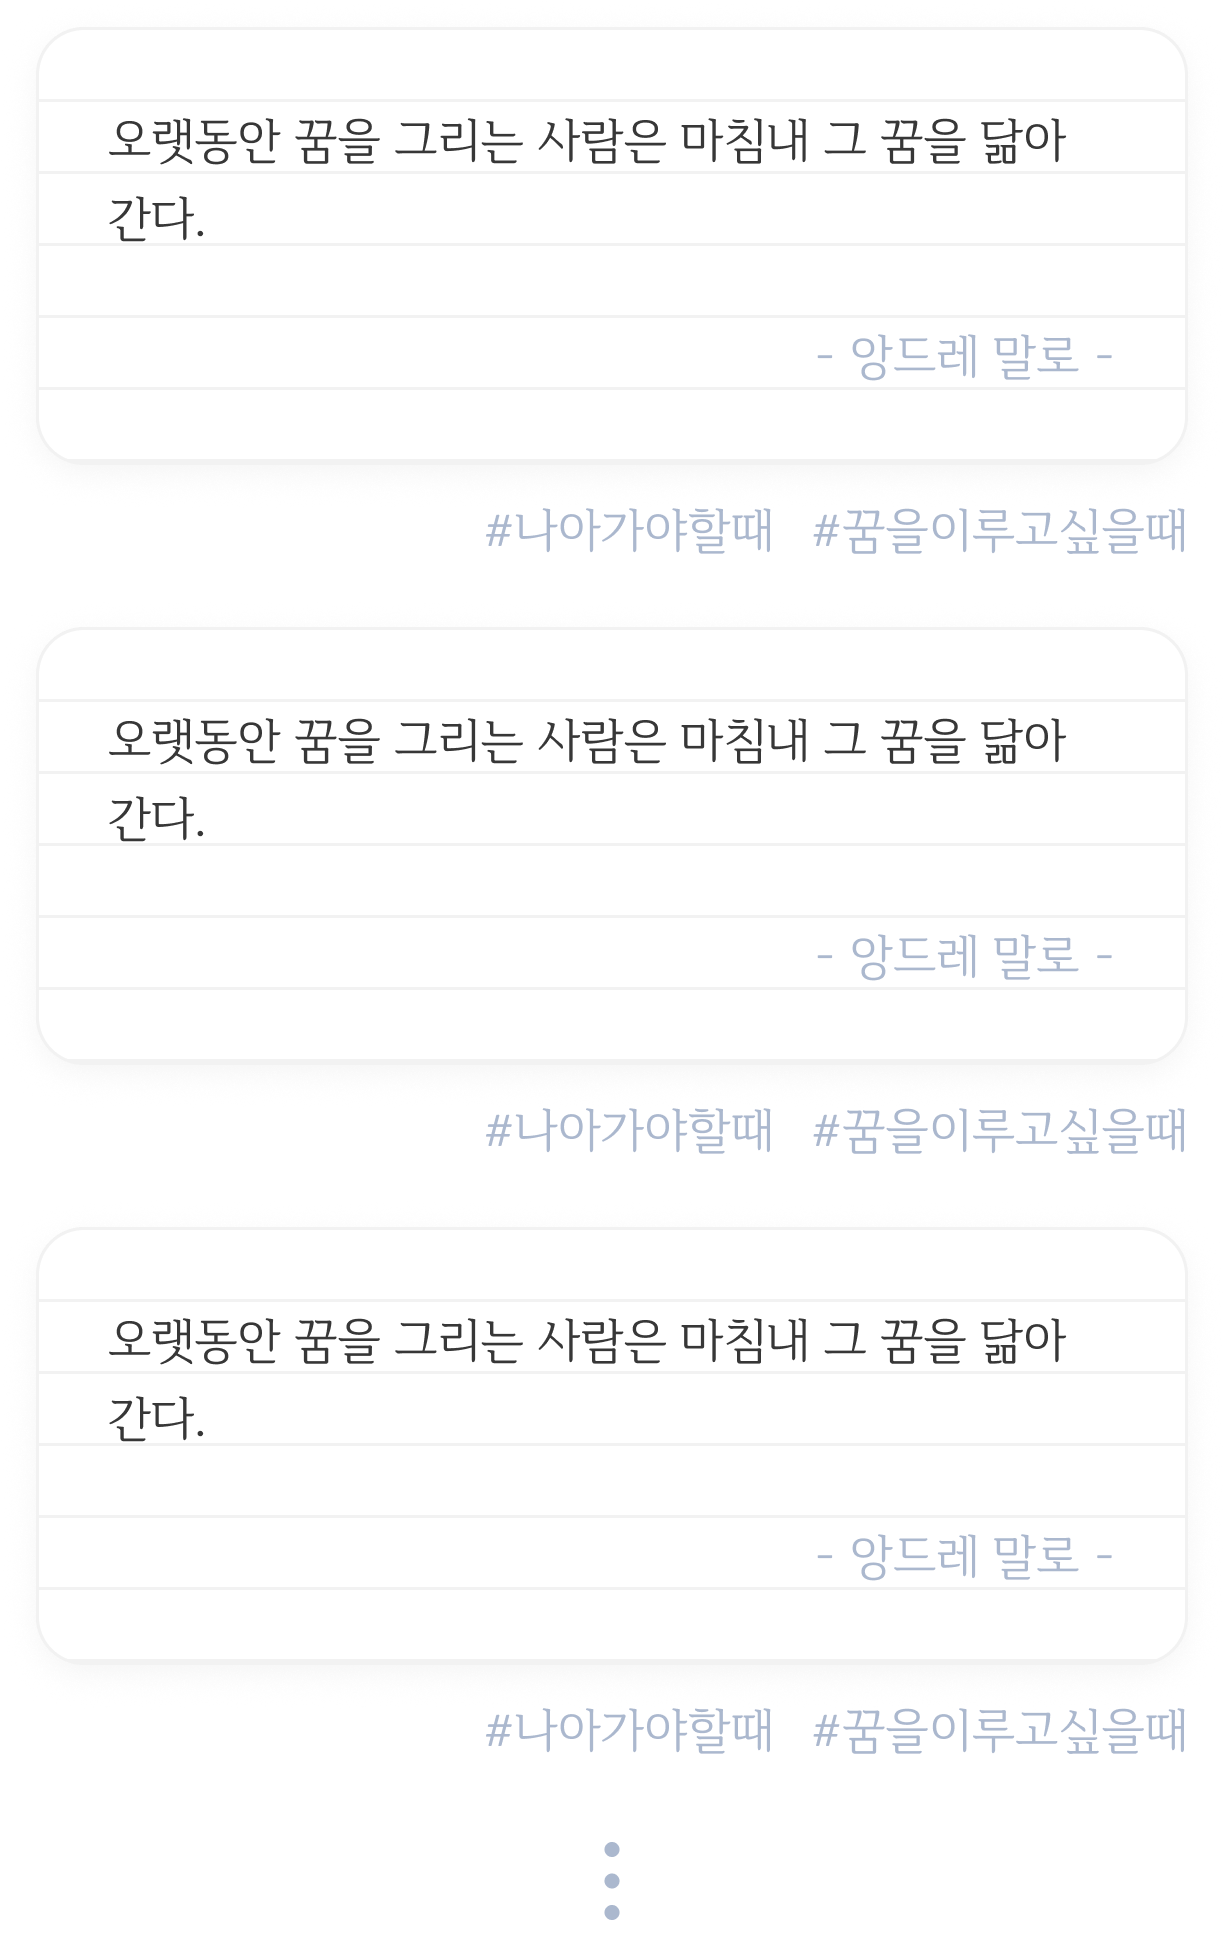 오랫동안 꿈을 그리는 사람은 마침내 그 꿈을 닮아
간다.
- 앙드레 말로 -
#나아가야할때 #꿈을이루고싶을때
오랫동안 꿈을 그리는 사람은 마침내 그 꿈을 닮아
간다.
- 앙드레 말로 -
#나아가야할때 #꿈을이루고싶을때
오랫동안 꿈을 그리는 사람은 마침내 그 꿈을 닮아
간다.
- 앙드레 말로 -
#나아가야할때 #꿈을이루고싶을때